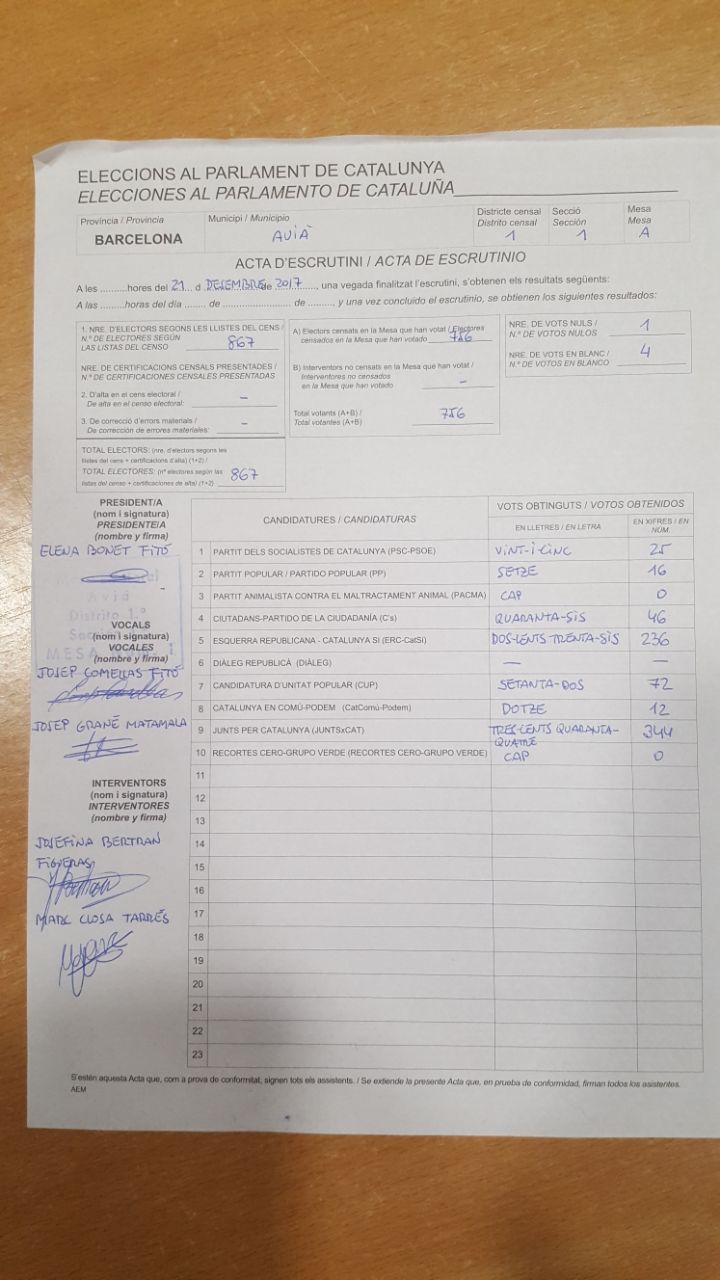 ELECCIONS AL PARLAMENT DE CATALUNYA
ELECCIONES AL PARLAMENTO DE CATALUÑA
Província / Provincia
BARCELONA
Municipi / Municipio
AVIÀ
Districte censal
Distrito censal
1
Secció
Sección
1
Mesa
Mesa
A
ACTA D'ESCRUTINI / ACTA DE ESCRUTINIO
A les ..........hores del 21... d DESEMBRE de 2017........, una vegada finalitzat l'escrutini, s'obtenen els resultats següents:
A las ..........horas del día ........ de ........................ de ........., y una vez concluido el escrutinio, se obtienen los siguientes resultados:
1. NRE. D'ELECTORS SEGONS LES LLISTES DEL CENS /
N.º DE ELECTORES SEGÚN
LAS LISTAS DEL CENSO 867
NRE. DE CERTIFICACIONS CENSALS PRESENTADES /
N.º DE CERTIFICACIONES CENSALES PRESENTADAS
2. D'alta en el cens electoral /
De alta en el censo electoral: –
3. De correcció d'errors materials /
De corrección de errores materiales: –
TOTAL ELECTORS: (nre. d'electors segons les
llistes del cens + certificacions d'alta) (1+2) /
TOTAL ELECTORES: (nº electores según las
listas del censo + certificaciones de alta) (1+2) 867
A) Electors censats en la Mesa que han votat / Electores
censados en la Mesa que han votado 756
B) Interventors no censats en la Mesa que han votat /
Interventores no censados
en la Mesa que han votado –
Total votants (A+B) /
Total votantes (A+B) 756
NRE. DE VOTS NULS /
N.º DE VOTOS NULOS 1
NRE. DE VOTS EN BLANC /
N.º DE VOTOS EN BLANCO 4
PRESIDENT/A
(nom i signatura)
PRESIDENTE/A
(nombre y firma)
ELENA BONET FITÓ
Avià
Distrito 1.º
MESA
VOCALS
(nom i signatura)
VOCALES
(nombre y firma)
JOSEP COMELLAS FITÓ
JOSEP GRANÉ MATAMALA
INTERVENTORS
(nom i signatura)
INTERVENTORES
(nombre y firma)
JOSEFINA BERTRAN
FIGUERAS
MARC CLOSA TARRÉS
CANDIDATURES / CANDIDATURAS
VOTS OBTINGUTS / VOTOS OBTENIDOS
EN LLETRES / EN LETRA
EN XIFRES / EN
NÚM.
1 PARTIT DELS SOCIALISTES DE CATALUNYA (PSC-PSOE) VINT-I-CINC 25
2 PARTIT POPULAR / PARTIDO POPULAR (PP) SETZE 16
3 PARTIT ANIMALISTA CONTRA EL MALTRACTAMENT ANIMAL (PACMA) CAP 0
4 CIUTADANS-PARTIDO DE LA CIUDADANÍA (C's) QUARANTA-SIS 46
5 ESQUERRA REPUBLICANA - CATALUNYA SI (ERC-CatSí) DOS-CENTS TRENTA-SIS 236
6 DIÀLEG REPUBLICÀ (DIÀLEG) — —
7 CANDIDATURA D'UNITAT POPULAR (CUP) SETANTA-DOS 72
8 CATALUNYA EN COMÚ-PODEM (CatComú-Podem) DOTZE 12
9 JUNTS PER CATALUNYA (JUNTSxCAT) TRES-CENTS QUARANTA-
QUATRE 344
10 RECORTES CERO-GRUPO VERDE (RECORTES CERO-GRUPO VERDE) CAP 0
11
12
13
14
15
16
17
18
19
20
21
22
23
S'estén aquesta Acta que, com a prova de conformitat, signen tots els assistents. / Se extiende la presente Acta que, en prueba de conformidad, firman todos los asistentes.
AEM